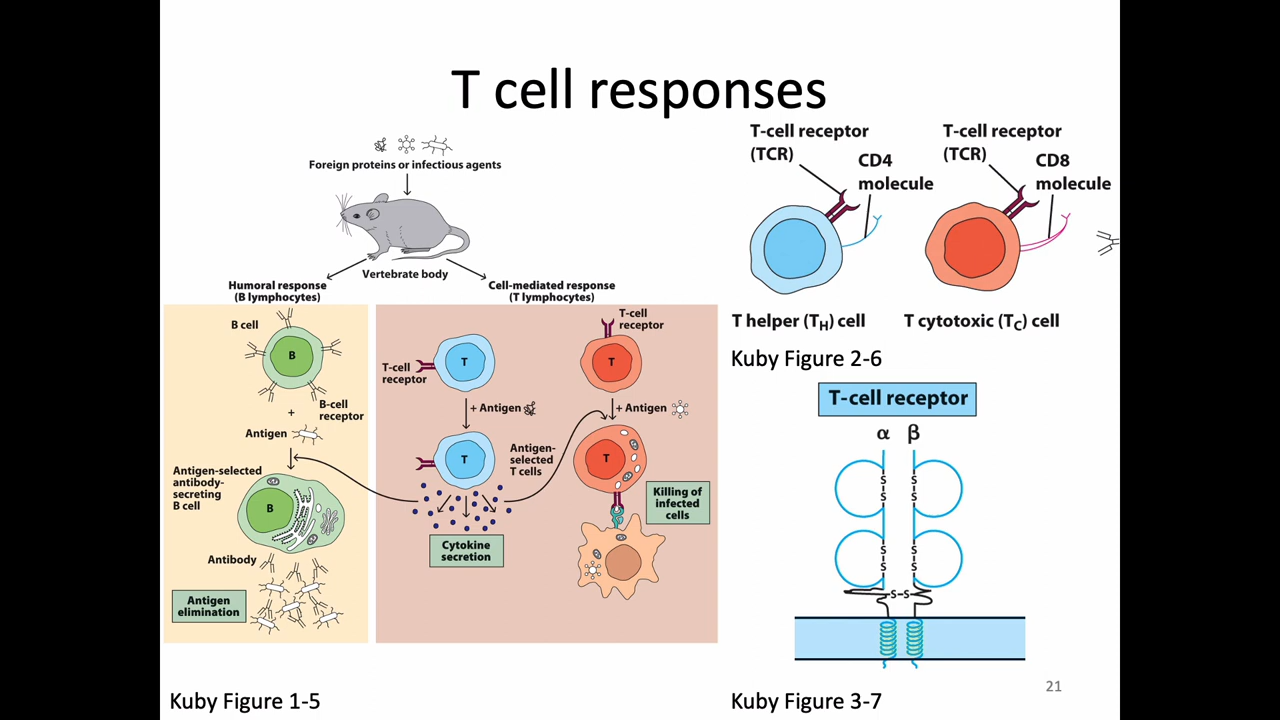 T cell responses
Foreign proteins or infectious agents
Vertebrate body
Humoral response
(B lymphocytes)
Cell-mediated response
(T lymphocytes)
B cell
B
+
B-cell
receptor
Antigen
Antigen-selected
antibody-
secreting
B cell
B
Antibody
Antigen
elimination
T-cell
receptor
T
+ Antigen
T
Cytokine
secretion
Antigen-
selected
T cells
T-cell
receptor
T
+ Antigen
T
Killing of
infected
cells
Kuby Figure 1-5
T-cell receptor
(TCR)
CD4
molecule
T helper (TH) cell
T-cell receptor
(TCR)
CD8
molecule
T cytotoxic (TC) cell
Kuby Figure 2-6
T-cell receptor
α β
S S
S S
S S
S S
S–S
Kuby Figure 3-7
21